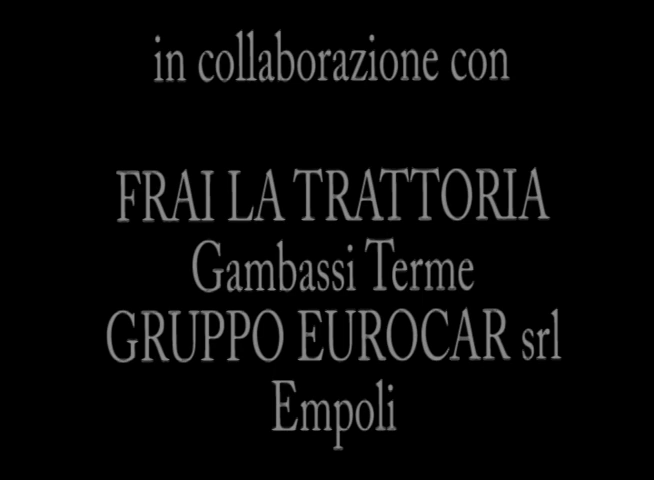 in collaborazione con
FRAI LA TRATTORIA
Gambassi Terme
GRUPPO EUROCAR srl
Empoli